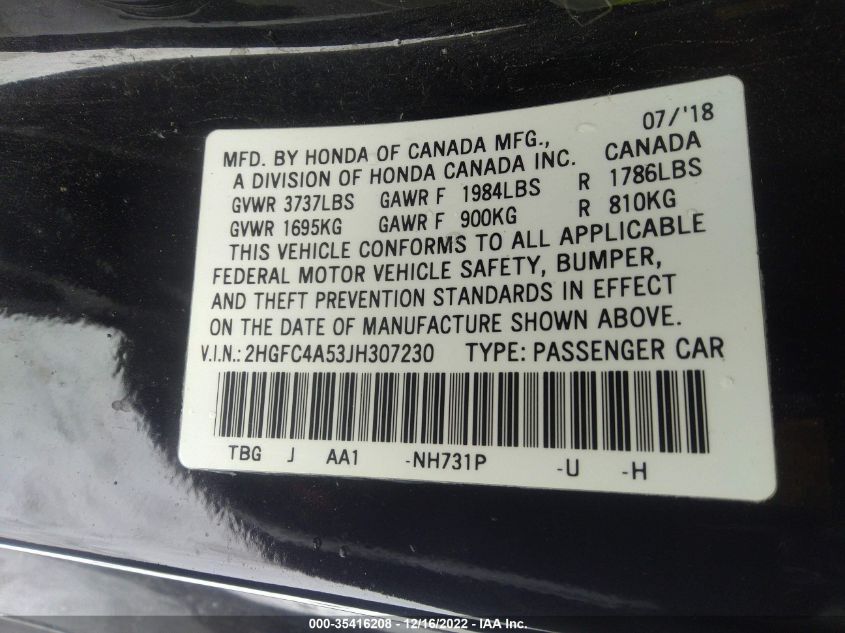 07/'18
MFD. BY HONDA OF CANADA MFG., CANADA
A DIVISION OF HONDA CANADA INC.
GVWR 3737LBS GAWR F 1984LBS R 1786LBS
GVWR 1695KG GAWR F 900KG R 810KG
THIS VEHICLE CONFORMS TO ALL APPLICABLE
FEDERAL MOTOR VEHICLE SAFETY, BUMPER,
AND THEFT PREVENTION STANDARDS IN EFFECT
ON THE DATE OF MANUFACTURE SHOWN ABOVE.
V.I.N.: 2HGFC4A53JH307230 TYPE: PASSENGER CAR
TBG J AA1 -NH731P -U -H
000-35416208 - 12/16/2022 - IAA Inc.